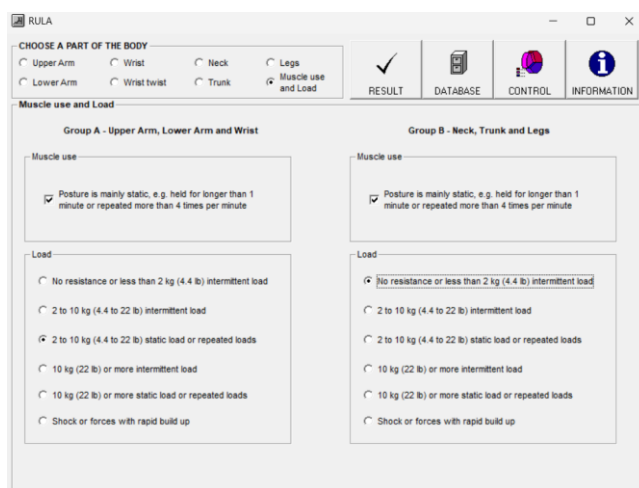 RULA
CHOOSE A PART OF THE BODY
Upper Arm Wrist Neck Legs
Lower Arm Wrist twist Trunk Muscle use and Load
RESULT DATABASE CONTROL INFORMATION
Muscle use and Load
Group A - Upper Arm, Lower Arm and Wrist
Muscle use
Posture is mainly static, e.g. held for longer than 1
minute or repeated more than 4 times per minute
Load
No resistance or less than 2 kg (4.4 lb) intermittent load
2 to 10 kg (4.4 to 22 lb) intermittent load
2 to 10 kg (4.4 to 22 lb) static load or repeated loads
10 kg (22 lb) or more intermittent load
10 kg (22 lb) or more static load or repeated loads
Shock or forces with rapid build up
Group B - Neck, Trunk and Legs
Muscle use
Posture is mainly static, e.g. held for longer than 1
minute or repeated more than 4 times per minute
Load
No resistance or less than 2 kg (4.4 lb) intermittent load
2 to 10 kg (4.4 to 22 lb) intermittent load
2 to 10 kg (4.4 to 22 lb) static load or repeated loads
10 kg (22 lb) or more intermittent load
10 kg (22 lb) or more static load or repeated loads
Shock or forces with rapid build up